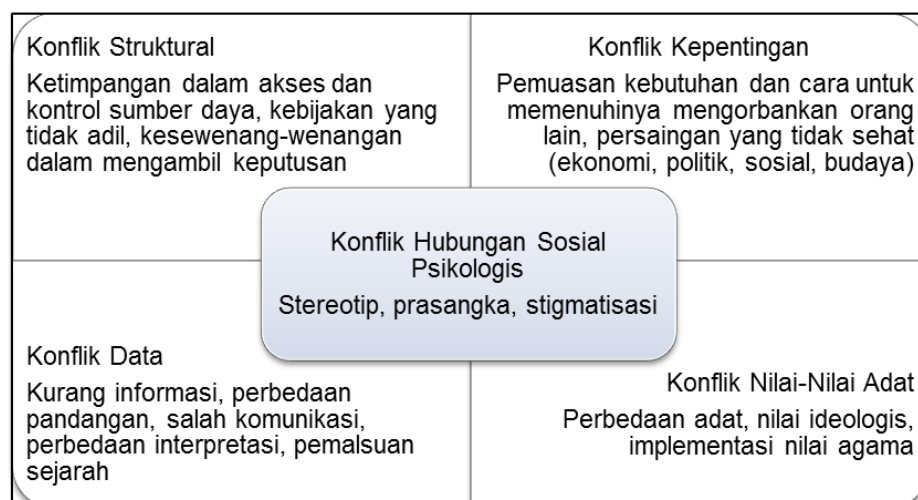 Konflik Struktural
Ketimpangan dalam akses dan
kontrol sumber daya, kebijakan yang
tidak adil, kesewenang-wenangan
dalam mengambil keputusan
Konflik Kepentingan
Pemuasan kebutuhan dan cara untuk
memenuhinya mengorbankan orang
lain, persaingan yang tidak sehat
(ekonomi, politik, sosial, budaya)
Konflik Hubungan Sosial
Psikologis
Stereotip, prasangka, stigmatisasi
Konflik Data
Kurang informasi, perbedaan
pandangan, salah komunikasi,
perbedaan interpretasi, pemalsuan
sejarah
Konflik Nilai-Nilai Adat
Perbedaan adat, nilai ideologis,
implementasi nilai agama